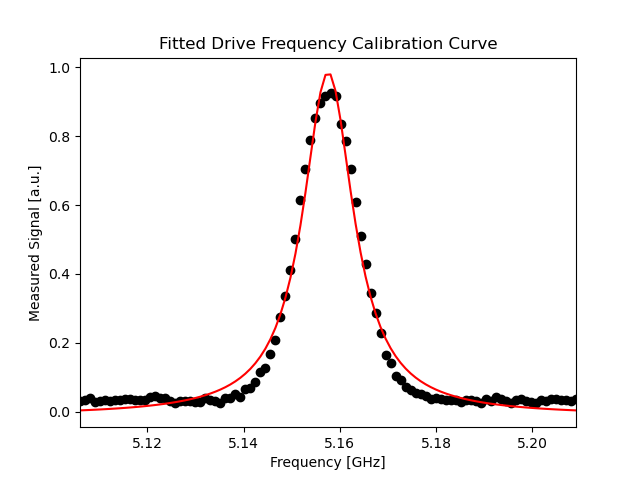 Fitted Drive Frequency Calibration Curve
1.0
0.8
0.6
0.4
0.2
0.0
Measured Signal [a.u.]
5.12 5.14 5.16 5.18 5.20
Frequency [GHz]